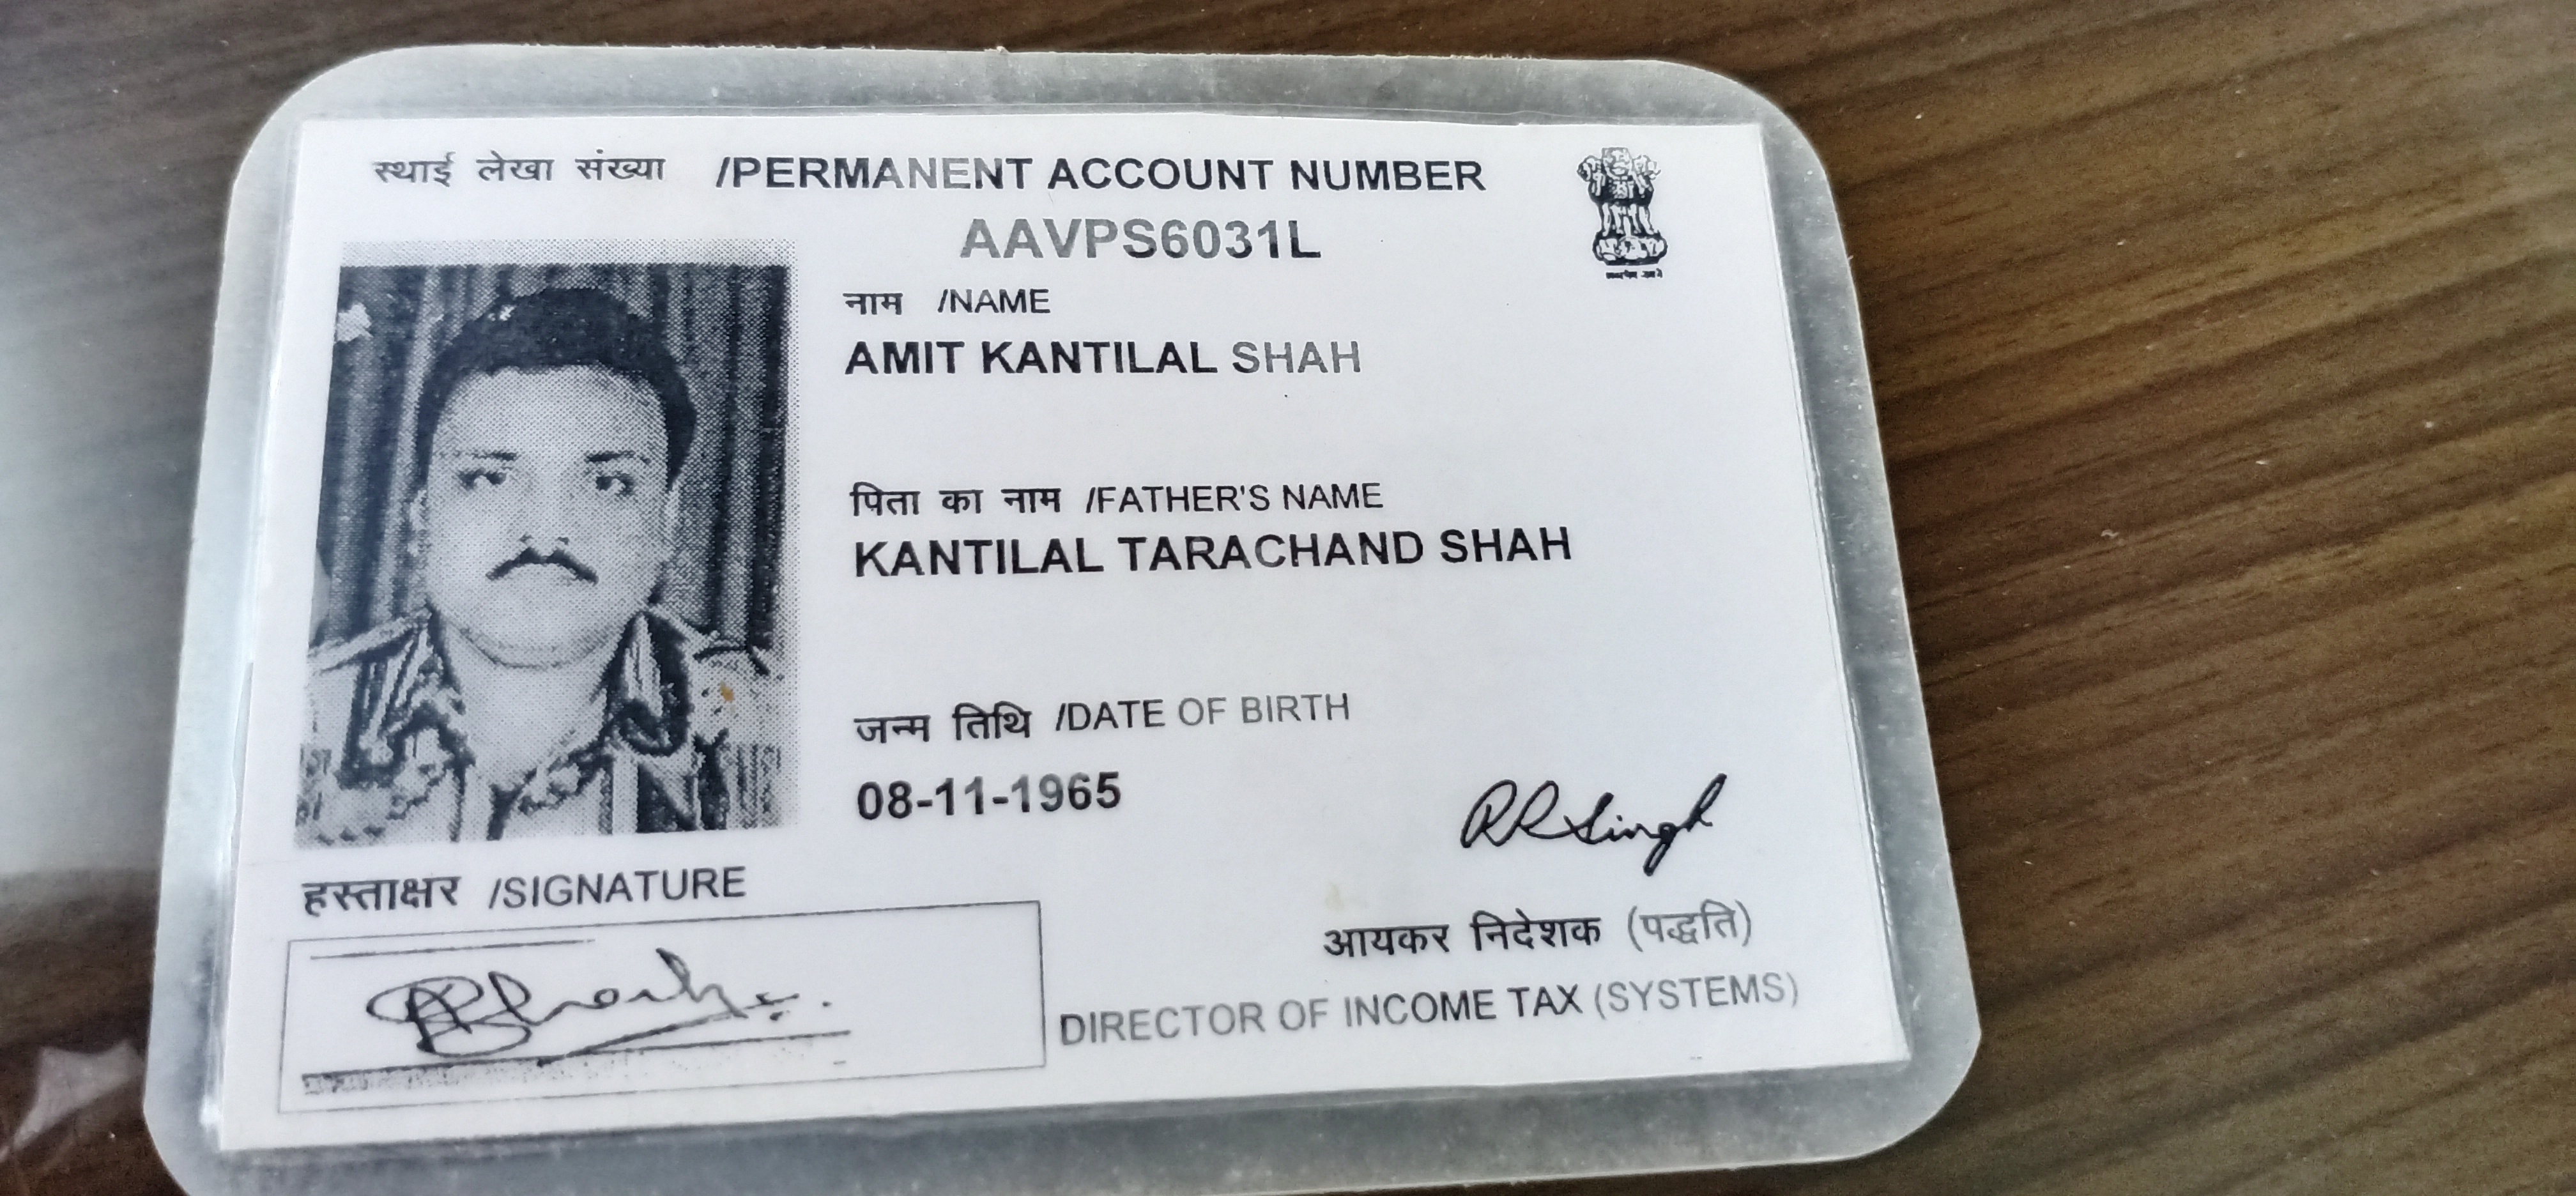 स्थाई लेखा संख्या /PERMANENT ACCOUNT NUMBER
AAVPS6031L
नाम /NAME
AMIT KANTILAL SHAH
पिता का नाम /FATHER'S NAME
KANTILAL TARACHAND SHAH
जन्म तिथि /DATE OF BIRTH
08-11-1965
RRSingh
हस्ताक्षर /SIGNATURE
आयकर निदेशक (पद्धति)
DIRECTOR OF INCOME TAX (SYSTEMS)